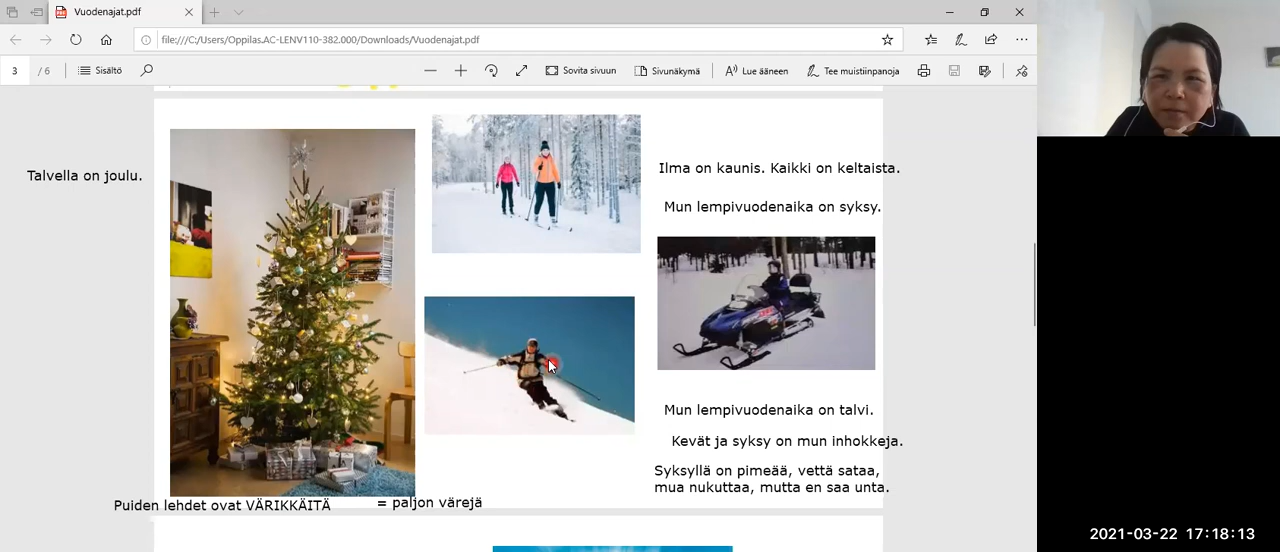 Vuodenajat.pdf
file:///C:/Users/Oppilas.AC-LENV110-382.000/Downloads/Vuodenajat.pdf
3 / 6 Sisältö Sovita sivuun Sivunäkymä Lue ääneen Tee muistiinpanoja
Talvella on joulu.
Ilma on kaunis. Kaikki on keltaista.
Mun lempivuodenaika on syksy.
Mun lempivuodenaika on talvi.
Kevät ja syksy on mun inhokkeja.
Syksyllä on pimeää, vettä sataa,
mua nukuttaa, mutta en saa unta.
Puiden lehdet ovat VÄRIKKÄITÄ = paljon värejä
2021-03-22 17:18:13